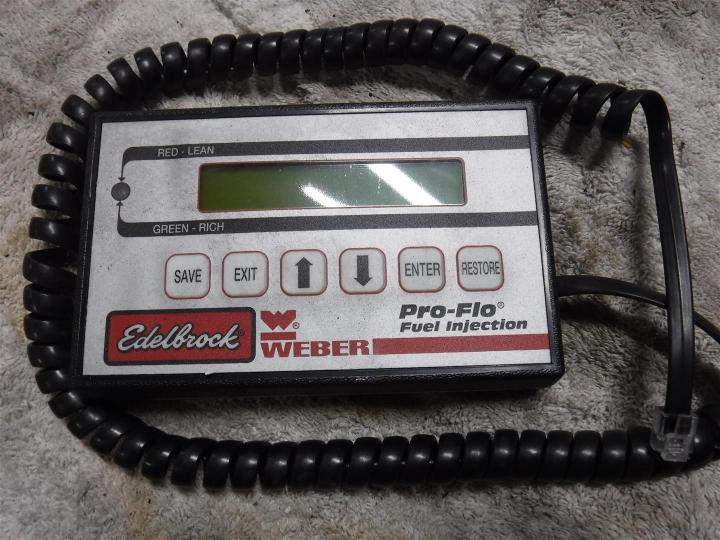 RED - LEAN
GREEN - RICH
SAVE
EXIT
ENTER
RESTORE
Edelbrock®
®
WEBER
Pro-Flo®
Fuel Injection